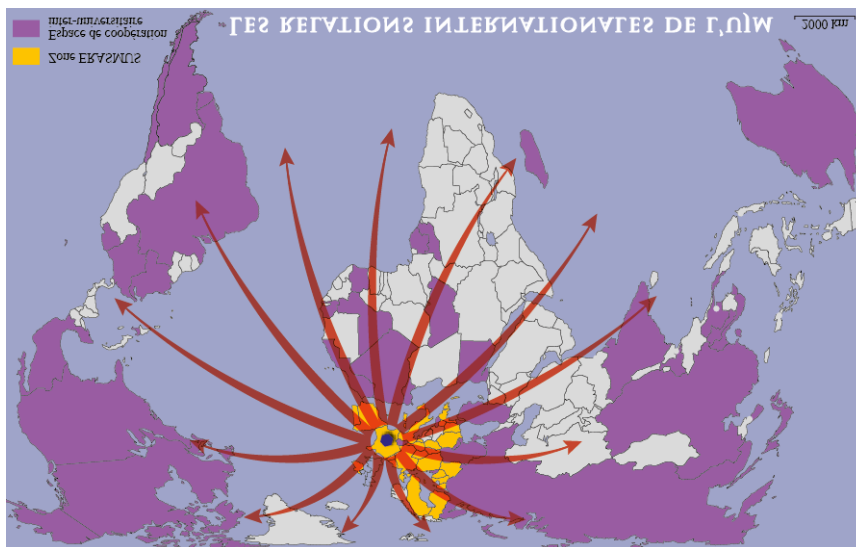 Zone ERASMUS
Espace de coopération
inter-universitaire
LES RELATIONS INTERNATIONALES DE L'UJM
2000 km